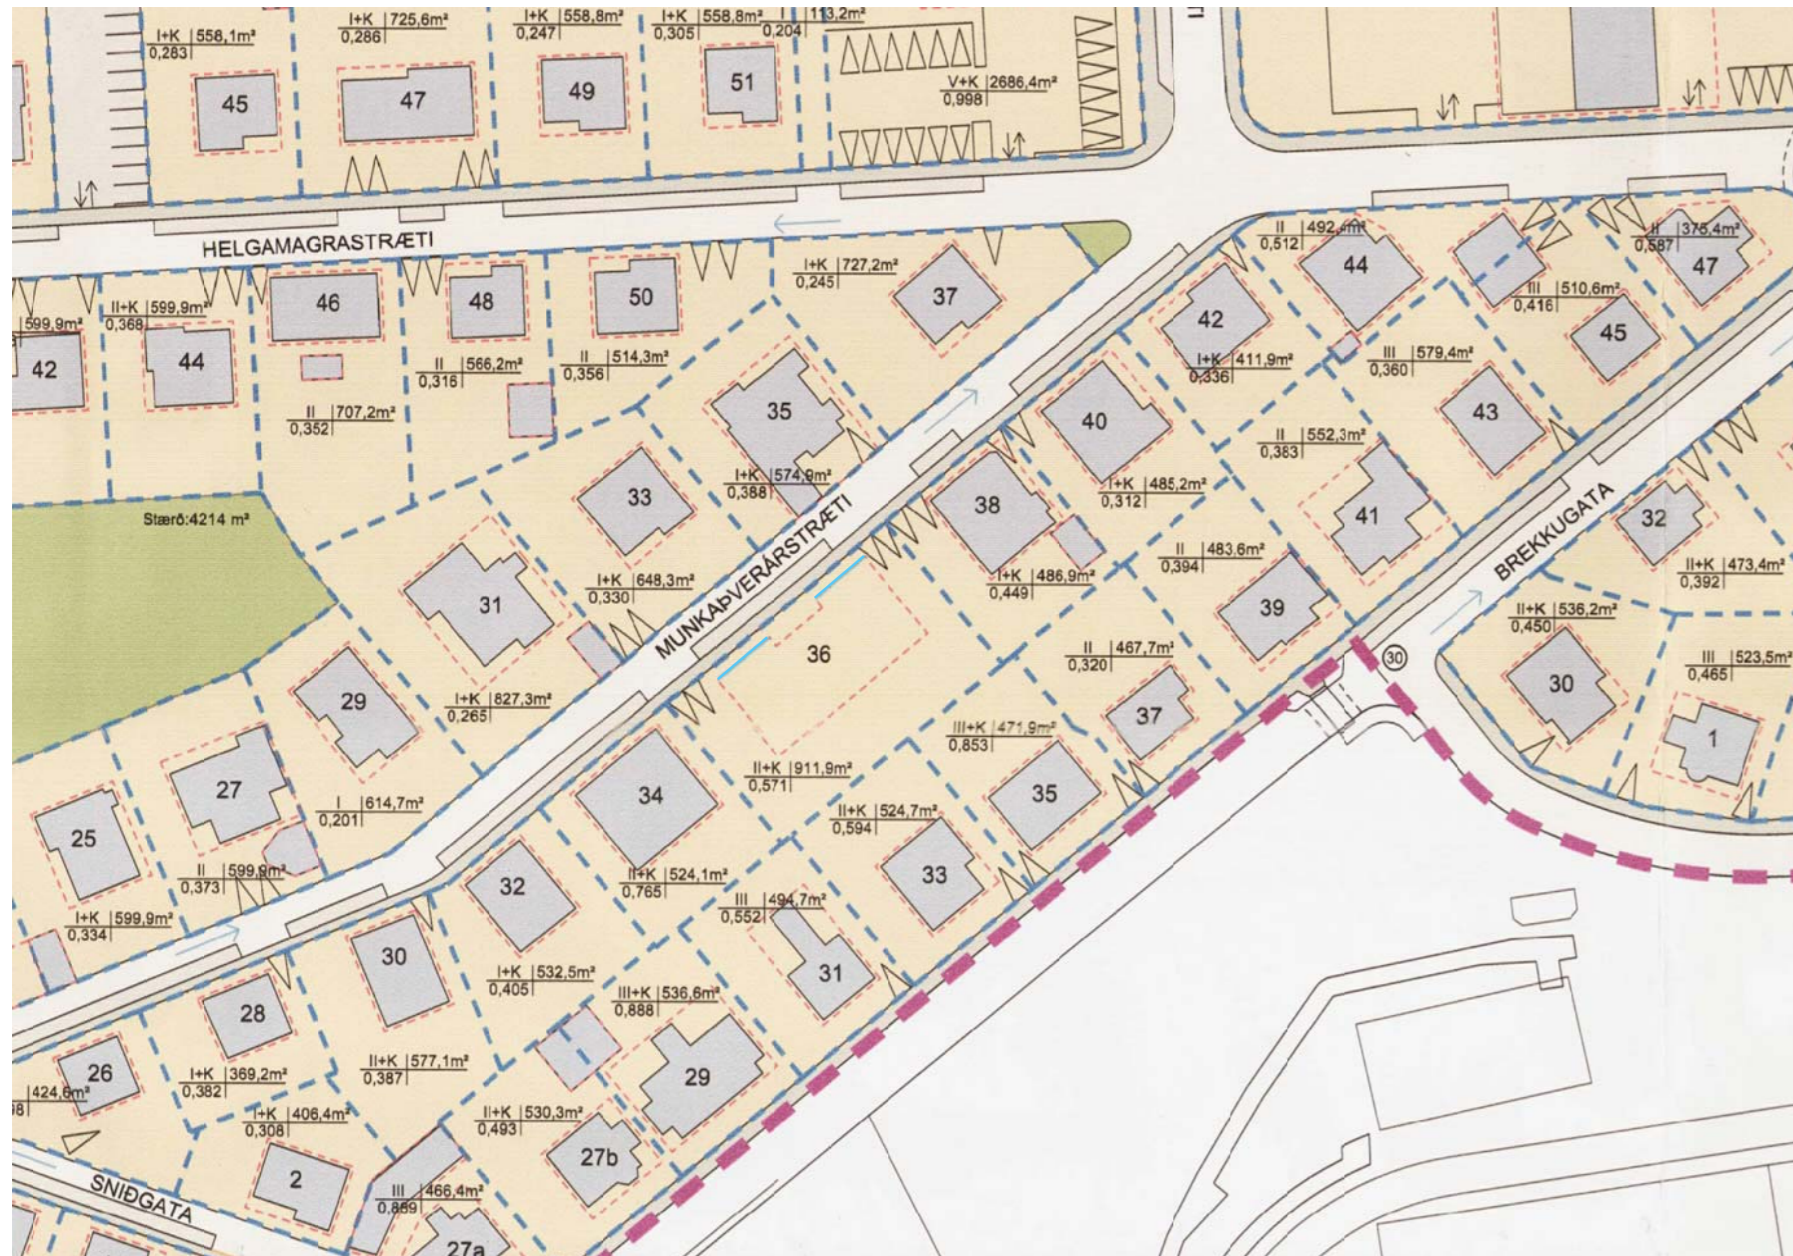 I+K 558,1m²
0,283
I+K 725,6m²
0,286
I+K 558,8m²
0,247
I+K 558,8m²
0,305
I 113,2m²
0,204
V+K 2686,4m²
0,998
45
47
49
51
HELGAMAGRASTRÆTI
599,9m²
II+K 599,9m²
0,368
42
44
46
48
50
II 707,2m²
0,352
II 566,2m²
0,316
II 514,3m²
0,356
I+K 727,2m²
0,245
37
II 492,4m²
0,512
44
42
I+K 411,9m²
0,336
III 510,6m²
0,416
45
47
0,587
III 579,4m²
0,360
43
40
I+K 485,2m²
0,312
II 552,3m²
0,383
41
35
I+K 574,9m²
0,388
33
I+K 648,3m²
0,330
38
I+K 486,9m²
0,449
II 483,6m²
0,394
39
BREKKUGATA
32
II+K 473,4m²
0,392
II+K 536,2m²
0,450
30
III 523,5m²
0,465
1
30
Stærð:4214 m²
31
I+K 827,3m²
0,265
MUNKAÞVERÁRSTRÆTI
36
II+K 911,9m²
0,571
II 467,7m²
0,320
37
III+K 471,9m²
0,853
35
29
I 614,7m²
0,201
27
II 599,9m²
0,373
25
I+K 599,9m²
0,334
34
II+K 524,1m²
0,765
II+K 524,7m²
0,594
33
32
I+K 532,5m²
0,405
III 494,7m²
0,552
31
30
II+K 577,1m²
0,387
III+K 536,6m²
0,888
29
28
I+K 369,2m²
0,382
26
424,6m²
I+K 406,4m²
0,308
II+K 530,3m²
0,493
27b
2
III 466,4m²
27a
SNIÐGATA